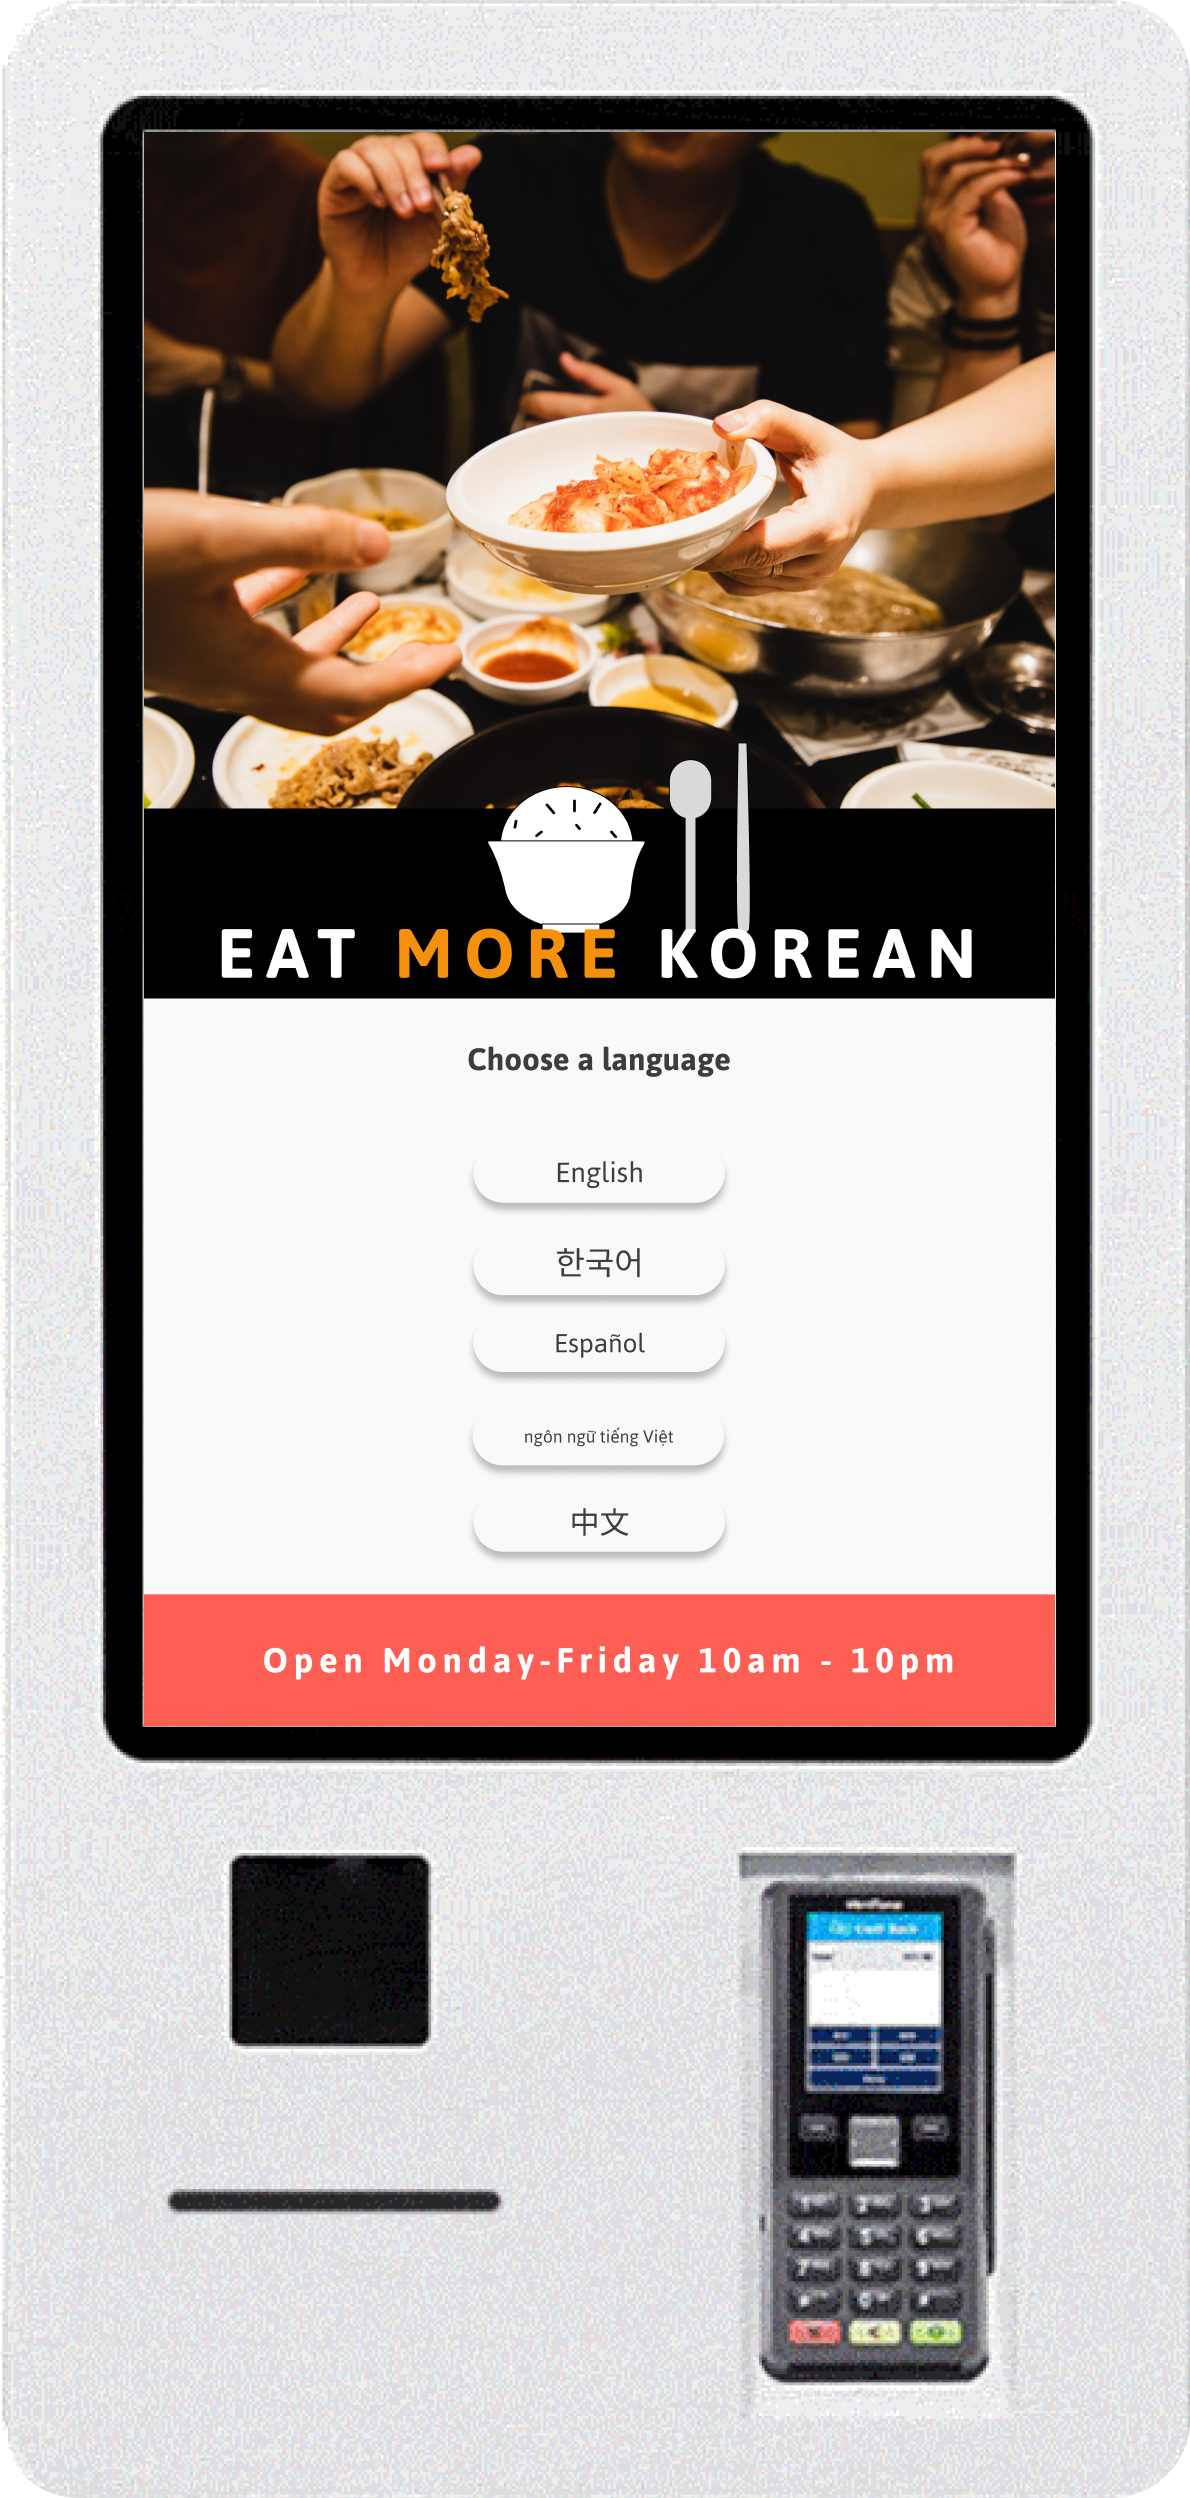 EAT MORE KOREAN
Choose a language
English
한국어
Español
ngôn ngữ tiếng Việt
中文
Open Monday-Friday 10am - 10pm